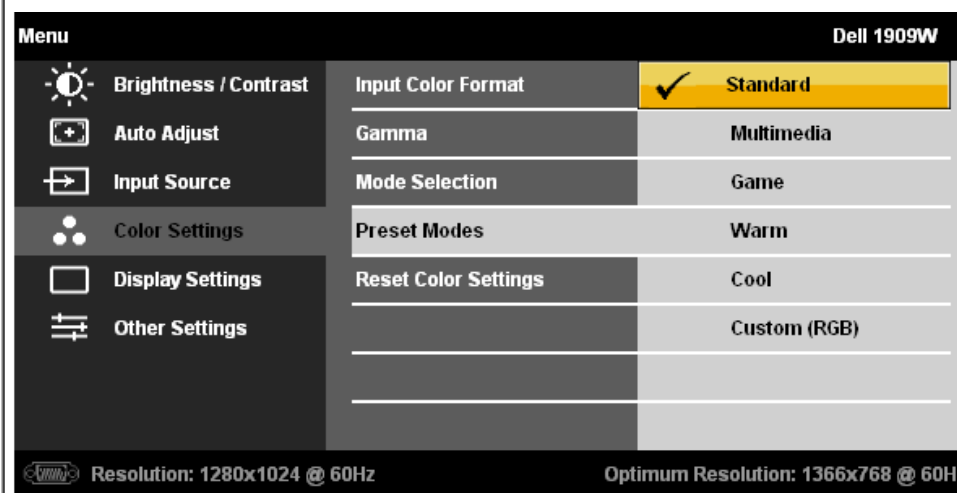 Menu Dell 1909W
Brightness / Contrast Input Color Format Standard
Auto Adjust Gamma Multimedia
Input Source Mode Selection Game
Color Settings Preset Modes Warm
Display Settings Reset Color Settings Cool
Other Settings Custom (RGB)
Resolution: 1280x1024 @ 60Hz Optimum Resolution: 1366x768 @ 60H